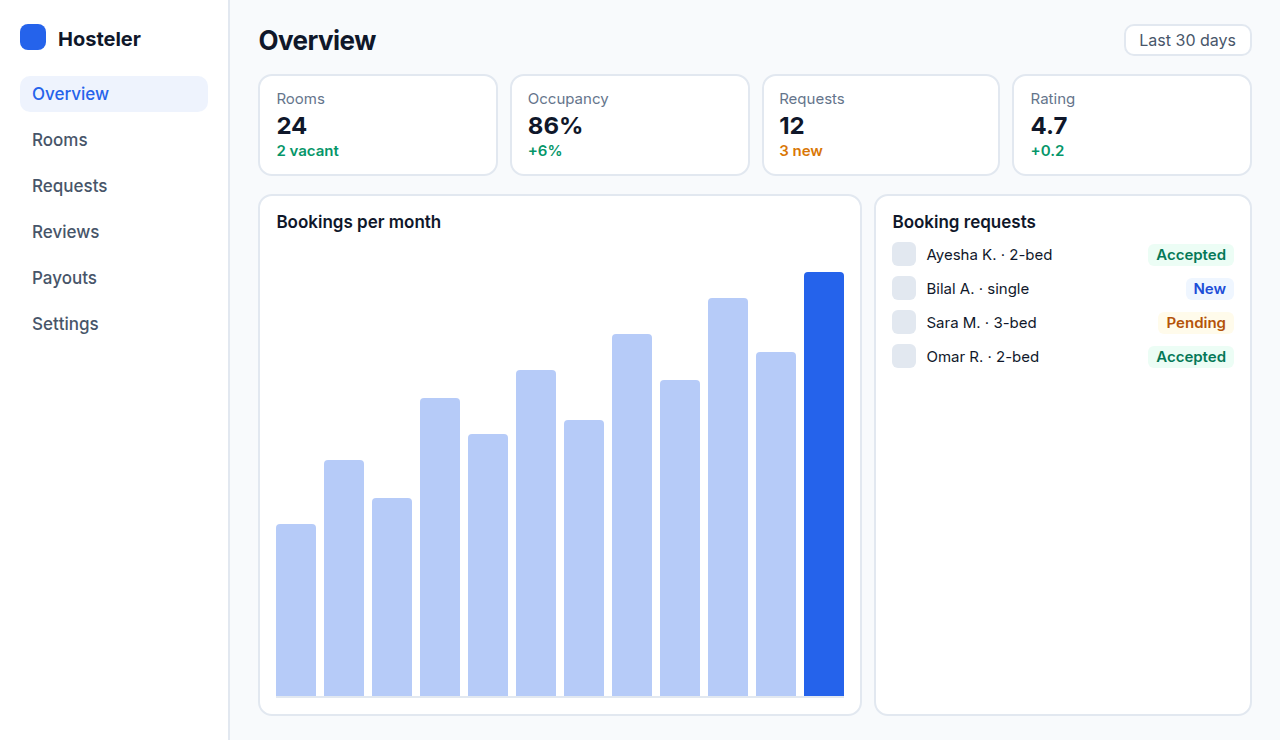 Hosteler
Overview
Rooms
Requests
Reviews
Payouts
Settings
Overview
Last 30 days
Rooms
24
2 vacant
Occupancy
86%
+6%
Requests
12
3 new
Rating
4.7
+0.2
Bookings per month
Booking requests
Ayesha K. · 2-bed Accepted
Bilal A. · single New
Sara M. · 3-bed Pending
Omar R. · 2-bed Accepted